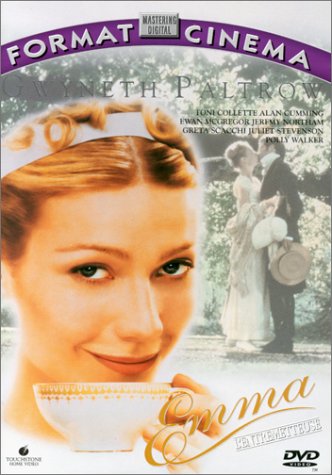 MASTERING
DIGITAL
FORMAT CINEMA
GWYNETH PALTROW
TONI COLLETTE ALAN CUMMING
EWAN MCGREGOR JEREMY NORTHAM
GRETA SCACCHI JULIET STEVENSON
POLLY WALKER
Emma
L'ENTREMETTEUSE
TOUCHSTONE
HOME VIDEO
DVD
VIDEO